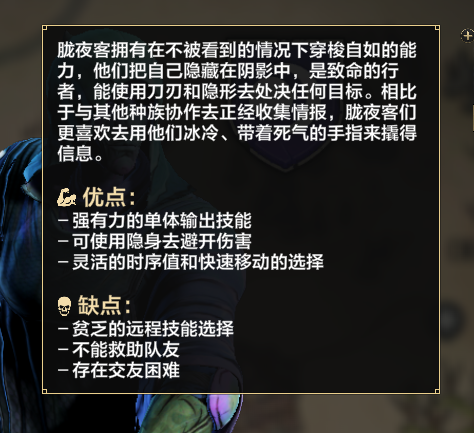 胧夜客拥有在不被看到的情况下穿梭自如的能
力，他们把自己隐藏在阴影中，是致命的行
者，能使用刀刃和隐形去处决任何目标。相比
于与其他种族协作去正经收集情报，胧夜客们
更喜欢去用他们冰冷、带着死气的手指来撬得
信息。
优点：
－强有力的单体输出技能
－可使用隐身去避开伤害
－灵活的时序值和快速移动的选择
缺点：
－贫乏的远程技能选择
－不能救助队友
－存在交友困难